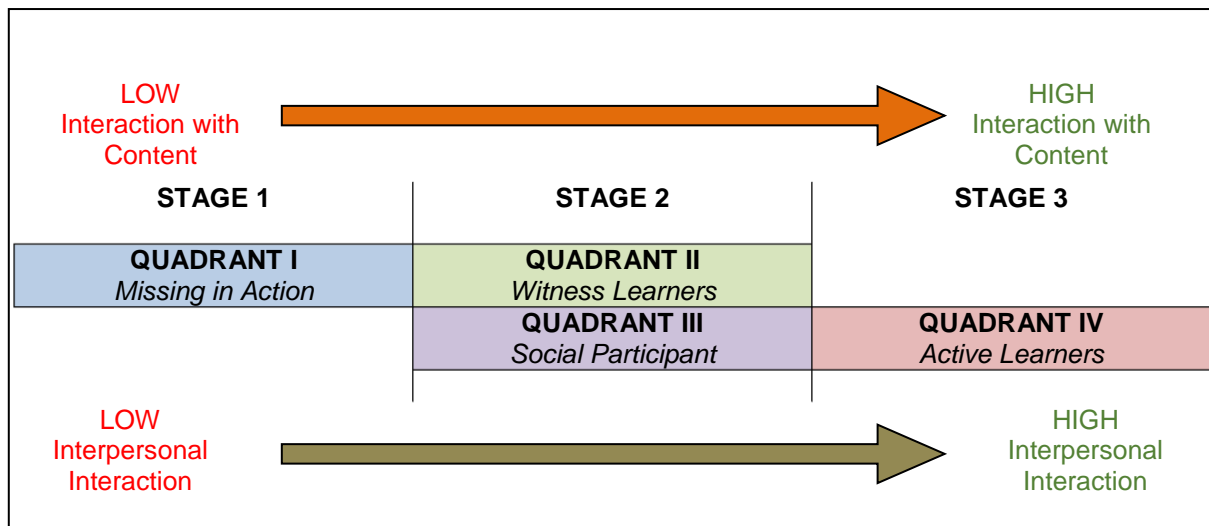 LOW
Interaction with
Content
HIGH
Interaction with
Content
STAGE 1
STAGE 2
STAGE 3
QUADRANT I
Missing in Action
QUADRANT II
Witness Learners
QUADRANT III
Social Participant
QUADRANT IV
Active Learners
LOW
Interpersonal
Interaction
HIGH
Interpersonal
Interaction